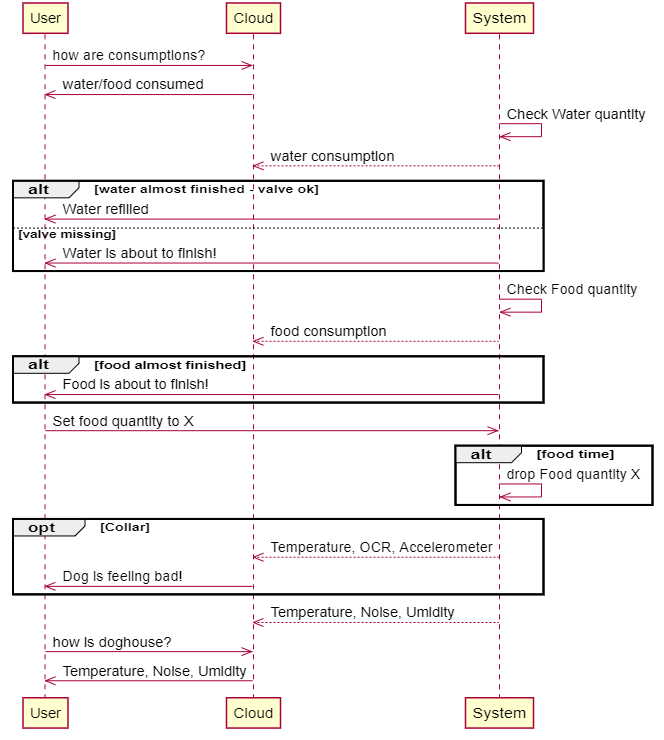 User Cloud System
how are consumptions?
water/food consumed
Check Water quantity
water consumption
alt [water almost finished - valve ok]
Water refilled
[valve missing]
Water is about to finish!
Check Food quantity
food consumption
alt [food almost finished]
Food is about to finish!
Set food quantity to X
alt [food time]
drop Food quantity X
opt [Collar]
Temperature, OCR, Accelerometer
Dog is feeling bad!
Temperature, Noise, Umidity
how is doghouse?
Temperature, Noise, Umidity
User Cloud System